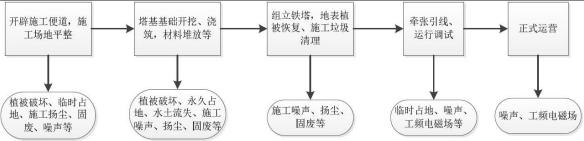 开辟施工便道,施
工场地平整
塔基基础开挖、浇
筑,材料堆放等
组立铁塔,地表植
被恢复、施工垃圾
清理
牵张引线、
运行调试
正式运营
植被破坏、临时占
地、施工扬尘、固
废、噪声等
植被破坏、永久占
地、水土流失、施工
噪声、扬尘、固废等
施工噪声、扬尘、
固废等
临时占地、噪声、
工频电磁场等
噪声、工频电磁场